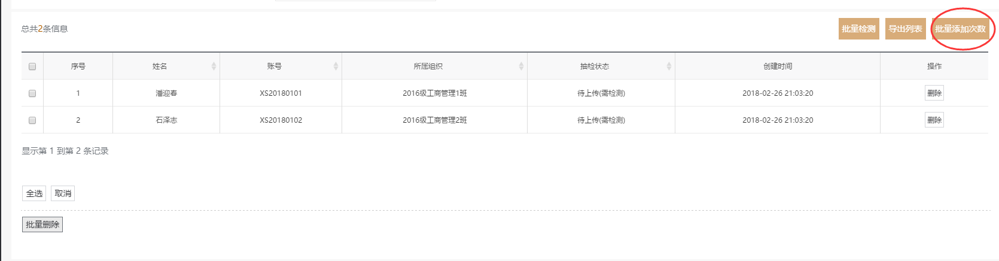 总共2条信息
批量检测 导出列表 批量添加次数
序号 姓名 账号 所属组织 抽检状态 创建时间 操作
1 潘迎春 XS20180101 2016级工商管理1班 待上传(需检测) 2018-02-26 21:03:20 删除
2 石泽志 XS20180102 2016级工商管理2班 待上传(需检测) 2018-02-26 21:03:20 删除
显示第 1 到第 2 条记录
全选 取消
批量删除